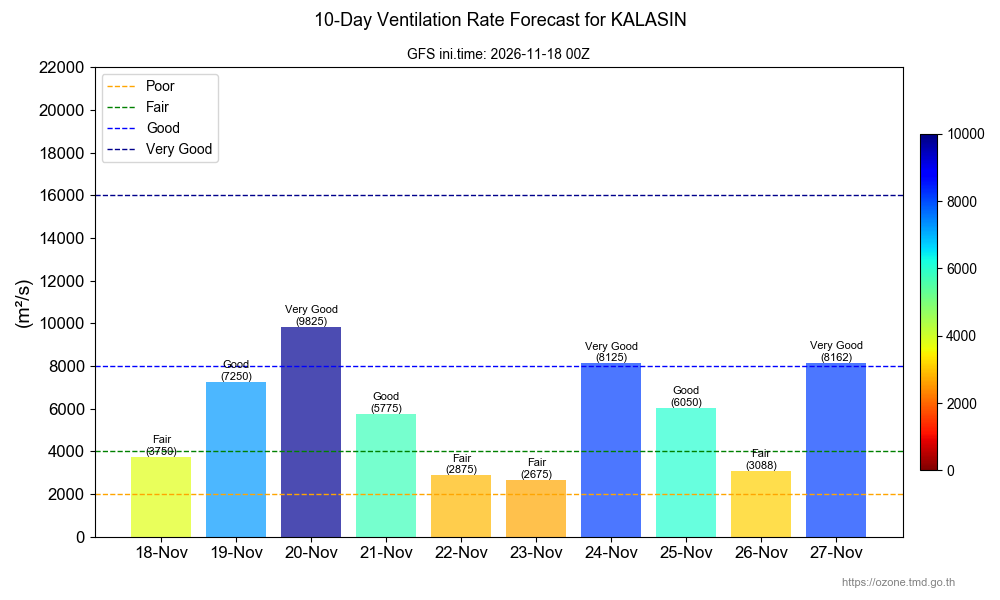 10-Day Ventilation Rate Forecast for KALASIN
GFS ini.time: 2026-11-18 00Z
(m²/s)
22000
20000
18000
16000
14000
12000
10000
8000
6000
4000
2000
0
Poor
Fair
Good
Very Good
Fair
(3750)
Good
(7250)
Very Good
(9825)
Good
(5775)
Fair
(2875)
Fair
(2675)
Very Good
(8125)
Good
(6050)
Fair
(3088)
Very Good
(8162)
18-Nov
19-Nov
20-Nov
21-Nov
22-Nov
23-Nov
24-Nov
25-Nov
26-Nov
27-Nov
10000
8000
6000
4000
2000
0
https://ozone.tmd.go.th